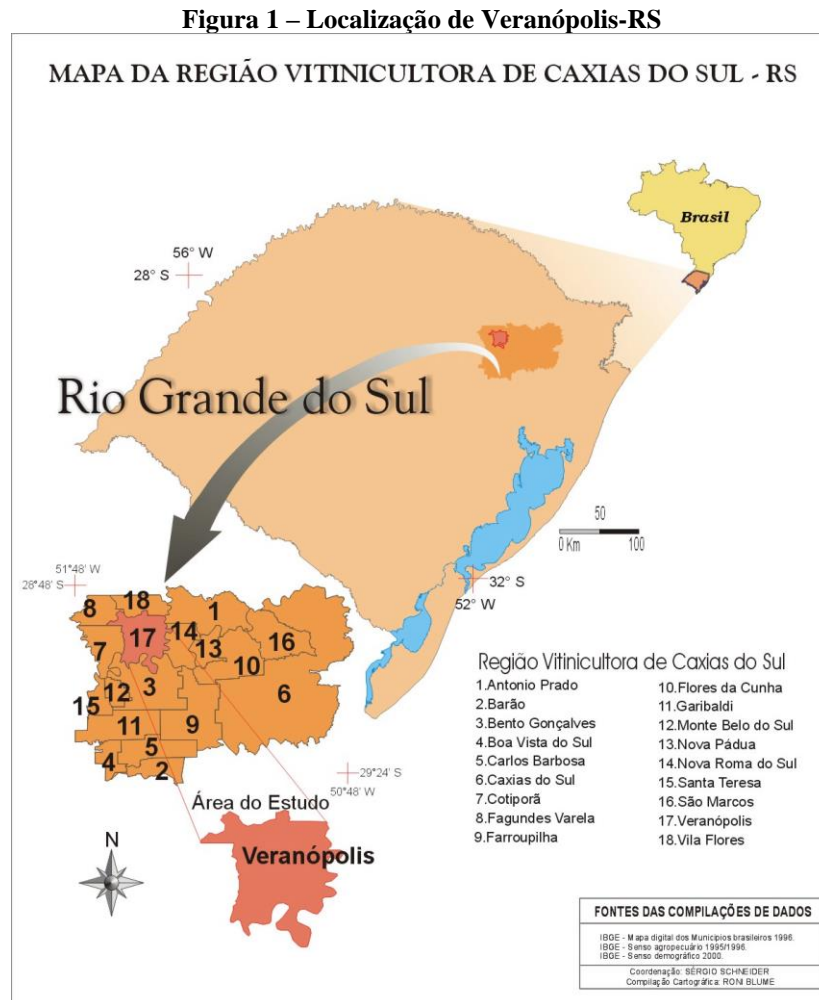 Figura 1 – Localização de Veranópolis-RS
MAPA DA REGIÃO VITINICULTORA DE CAXIAS DO SUL - RS
Brasil
56° W
28° S
Rio Grande do Sul
50
0 Km 100
32° S
52° W
51°48' W
28°48' S
8
18
1
17
14
13
16
7
10
12
3
6
15
11
9
5
4
2
29°24' S
50°48' W
Região Vitinicultora de Caxias do Sul
1.Antonio Prado
2.Barão
3.Bento Gonçalves
4.Boa Vista do Sul
5.Carlos Barbosa
6.Caxias do Sul
7.Cotiporã
8.Fagundes Varela
9.Farroupilha
10.Flores da Cunha
11.Garibaldi
12.Monte Belo do Sul
13.Nova Pádua
14.Nova Roma do Sul
15.Santa Teresa
16.São Marcos
17.Veranópolis
18.Vila Flores
Área do Estudo
Veranópolis
N
FONTES DAS COMPILAÇÕES DE DADOS
IBGE - Mapa digital dos Municípios brasileiros 1996.
IBGE - Senso agropecuário 1995/1996.
IBGE - Senso demográfico 2000.
Coordenação: SÉRGIO SCHNEIDER
Compilação Cartográfica: RONI BLUME